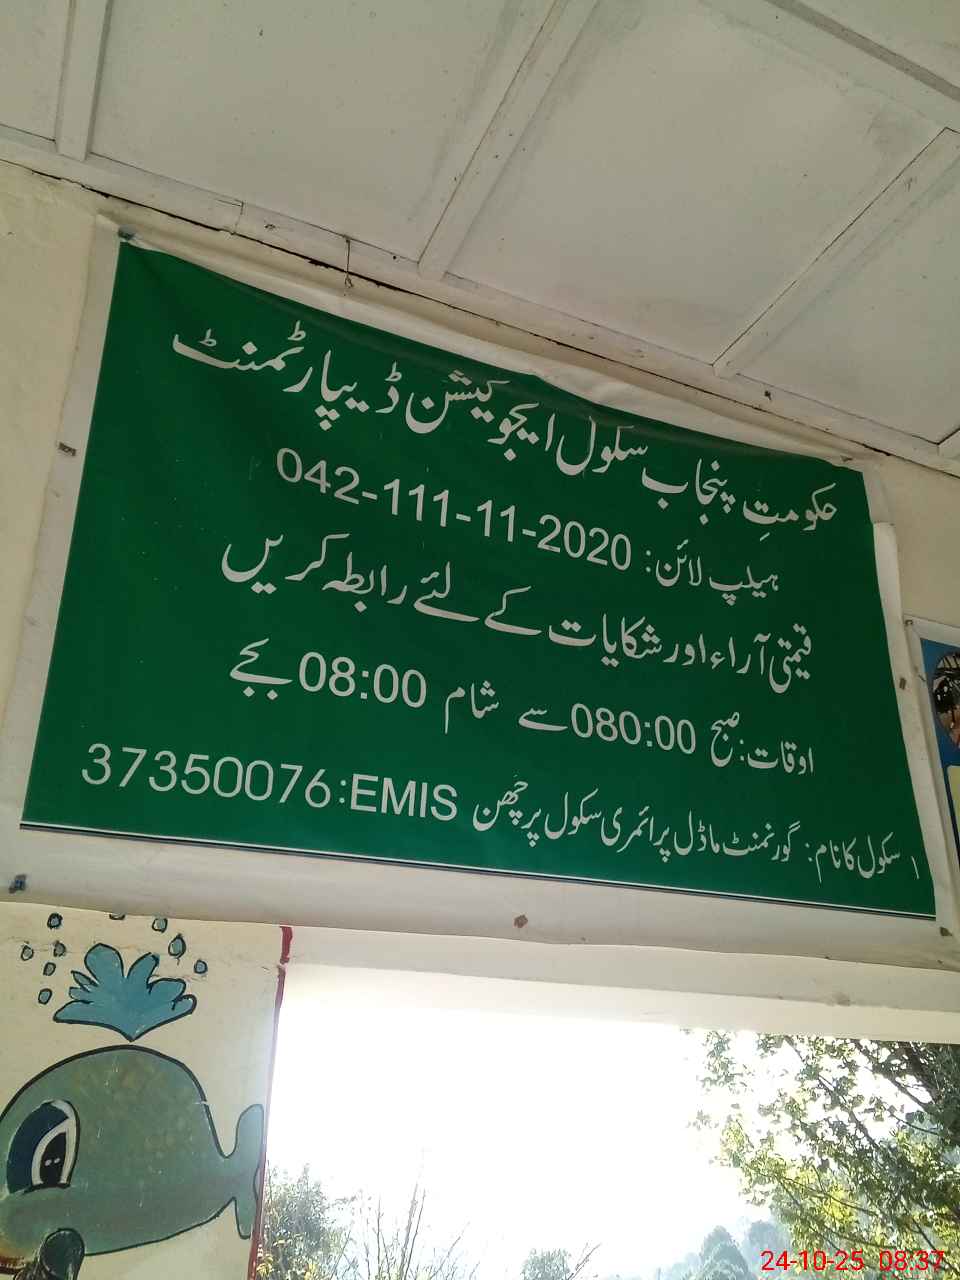 حکومتِ پنجاب سکول ایجوکیشن ڈیپارٹمنٹ
ہیلپ لائن: 042-111-11-2020
قیمتی آراء اور شکایات کے لئے رابطہ کریں
اوقات: صبح 080:00 سے شام 08:00 بجے
۱ سکول کا نام: گورنمنٹ ماڈل پرائمری سکول پرچھن EMIS:37350076
24-10-25 08:37